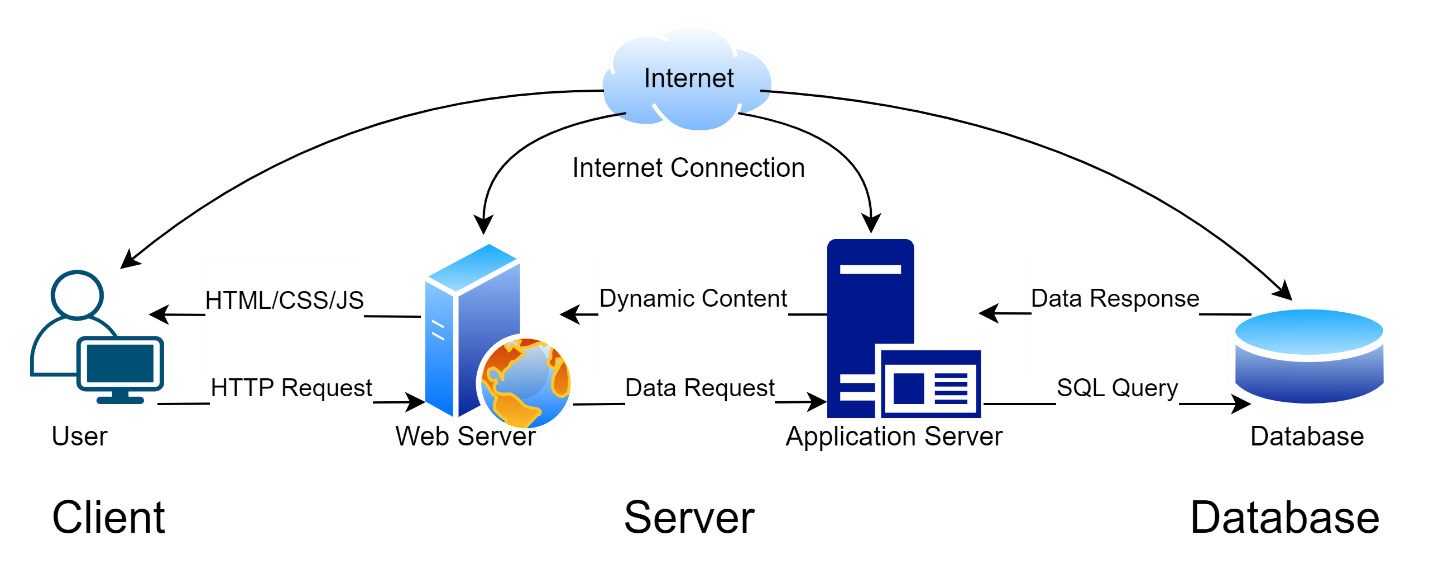 Internet
Internet Connection
HTML/CSS/JS
Dynamic Content
Data Response
HTTP Request
Data Request
SQL Query
User
Web Server
Application Server
Database
Client
Server
Database